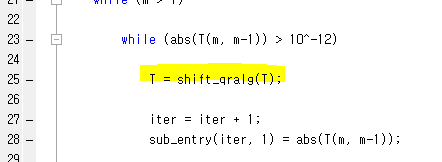 21 while (m > 1)
22
23 while (abs(T(m, m-1)) > 10^-12)
24
25 T = shift_qralg(T);
26
27 iter = iter + 1;
28 sub_entry(iter, 1) = abs(T(m, m-1));